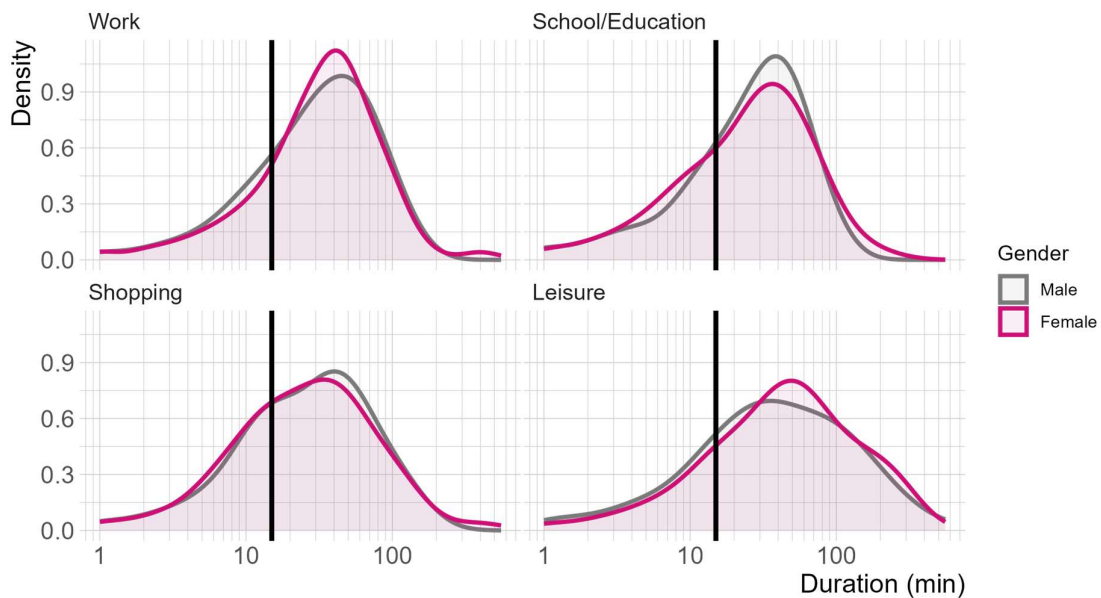 Work
School/Education
Density
0.9
0.6
0.3
0.0
Shopping
Leisure
0.9
0.6
0.3
0.0
1
10
100
1
10
100
Duration (min)
Gender
Male
Female